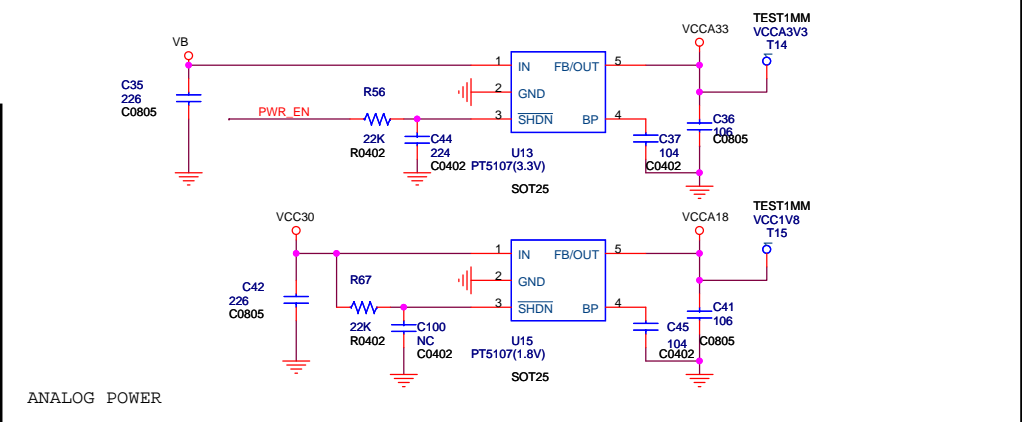 TEST1MM
VCCA3V3
T14
VCCA33
VB
C35
226
C0805
PWR_EN
R56
22K
R0402
C44
224
C0402
1
IN
FB/OUT
5
2
GND
3
SHDN
BP
4
U13
PT5107(3.3V)
SOT25
C37
104
C0402
C36
106
C0805
TEST1MM
VCC1V8
T15
VCCA18
VCC30
C42
226
C0805
R67
22K
R0402
C100
NC
C0402
1
IN
FB/OUT
5
2
GND
3
SHDN
BP
4
U15
PT5107(1.8V)
SOT25
C45
104
C0402
C41
106
C0805
ANALOG POWER